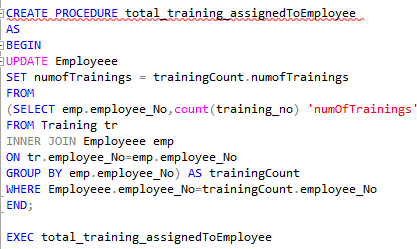 CREATE PROCEDURE total_training_assignedToEmployee
AS
BEGIN
UPDATE Employeee
SET numofTrainings = trainingCount.numofTrainings
FROM
(SELECT emp.employee_No,count(training_no) 'numOfTrainings'
FROM Training tr
INNER JOIN Employeee emp
ON tr.employee_No=emp.employee_No
GROUP BY emp.employee_No) AS trainingCount
WHERE Employeee.employee_No=trainingCount.employee_No
END;
EXEC total_training_assignedToEmployee